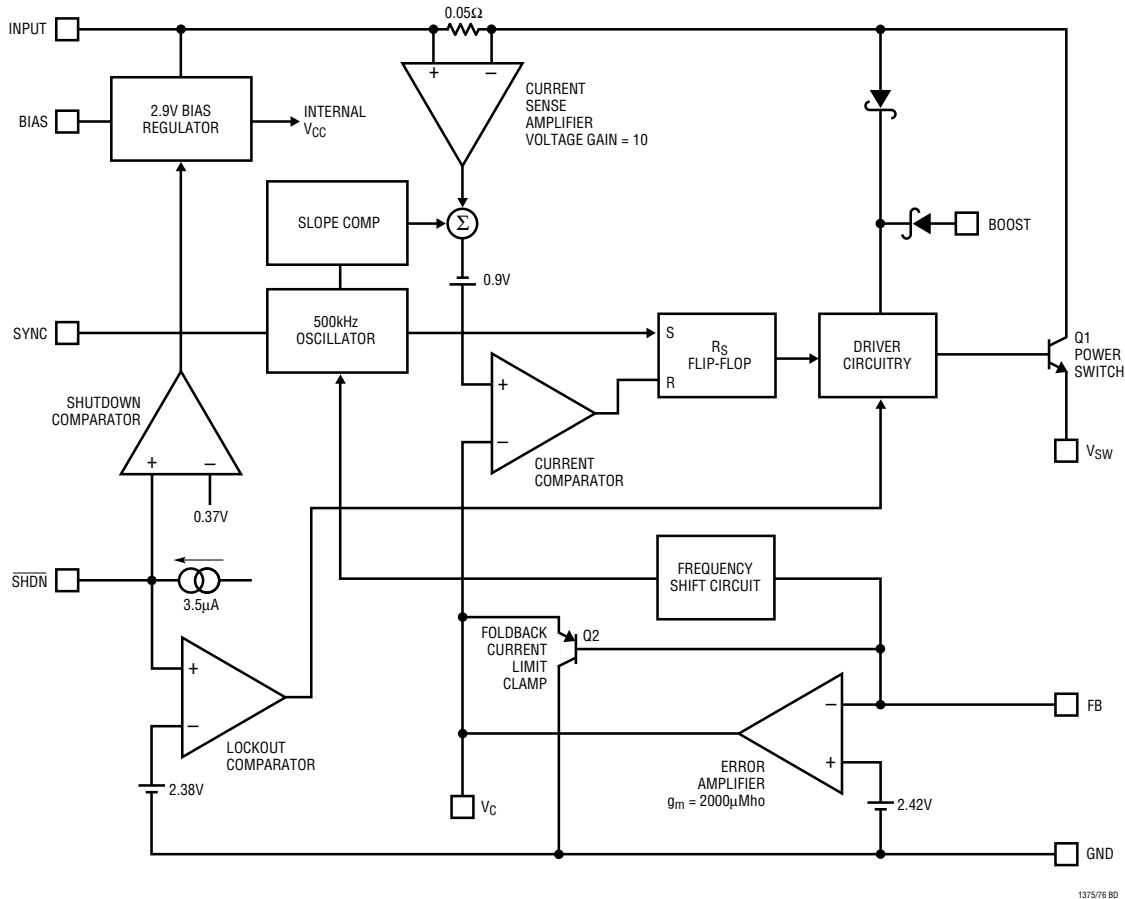 INPUT
0.05Ω
+
–
2.9V BIAS
REGULATOR
INTERNAL
VCC
BIAS
CURRENT
SENSE
AMPLIFIER
VOLTAGE GAIN = 10
SLOPE COMP
Σ
BOOST
0.9V
SYNC
500kHz
OSCILLATOR
S
RS
FLIP-FLOP
R
DRIVER
CIRCUITRY
Q1
POWER
SWITCH
VSW
SHUTDOWN
COMPARATOR
+
–
0.37V
+
–
CURRENT
COMPARATOR
SHDN
3.5µA
FREQUENCY
SHIFT CIRCUIT
FOLDBACK
CURRENT
LIMIT
CLAMP
Q2
+
–
LOCKOUT
COMPARATOR
2.38V
–
+
FB
ERROR
AMPLIFIER
gm = 2000µMho
2.42V
VC
GND
1375/76 BD